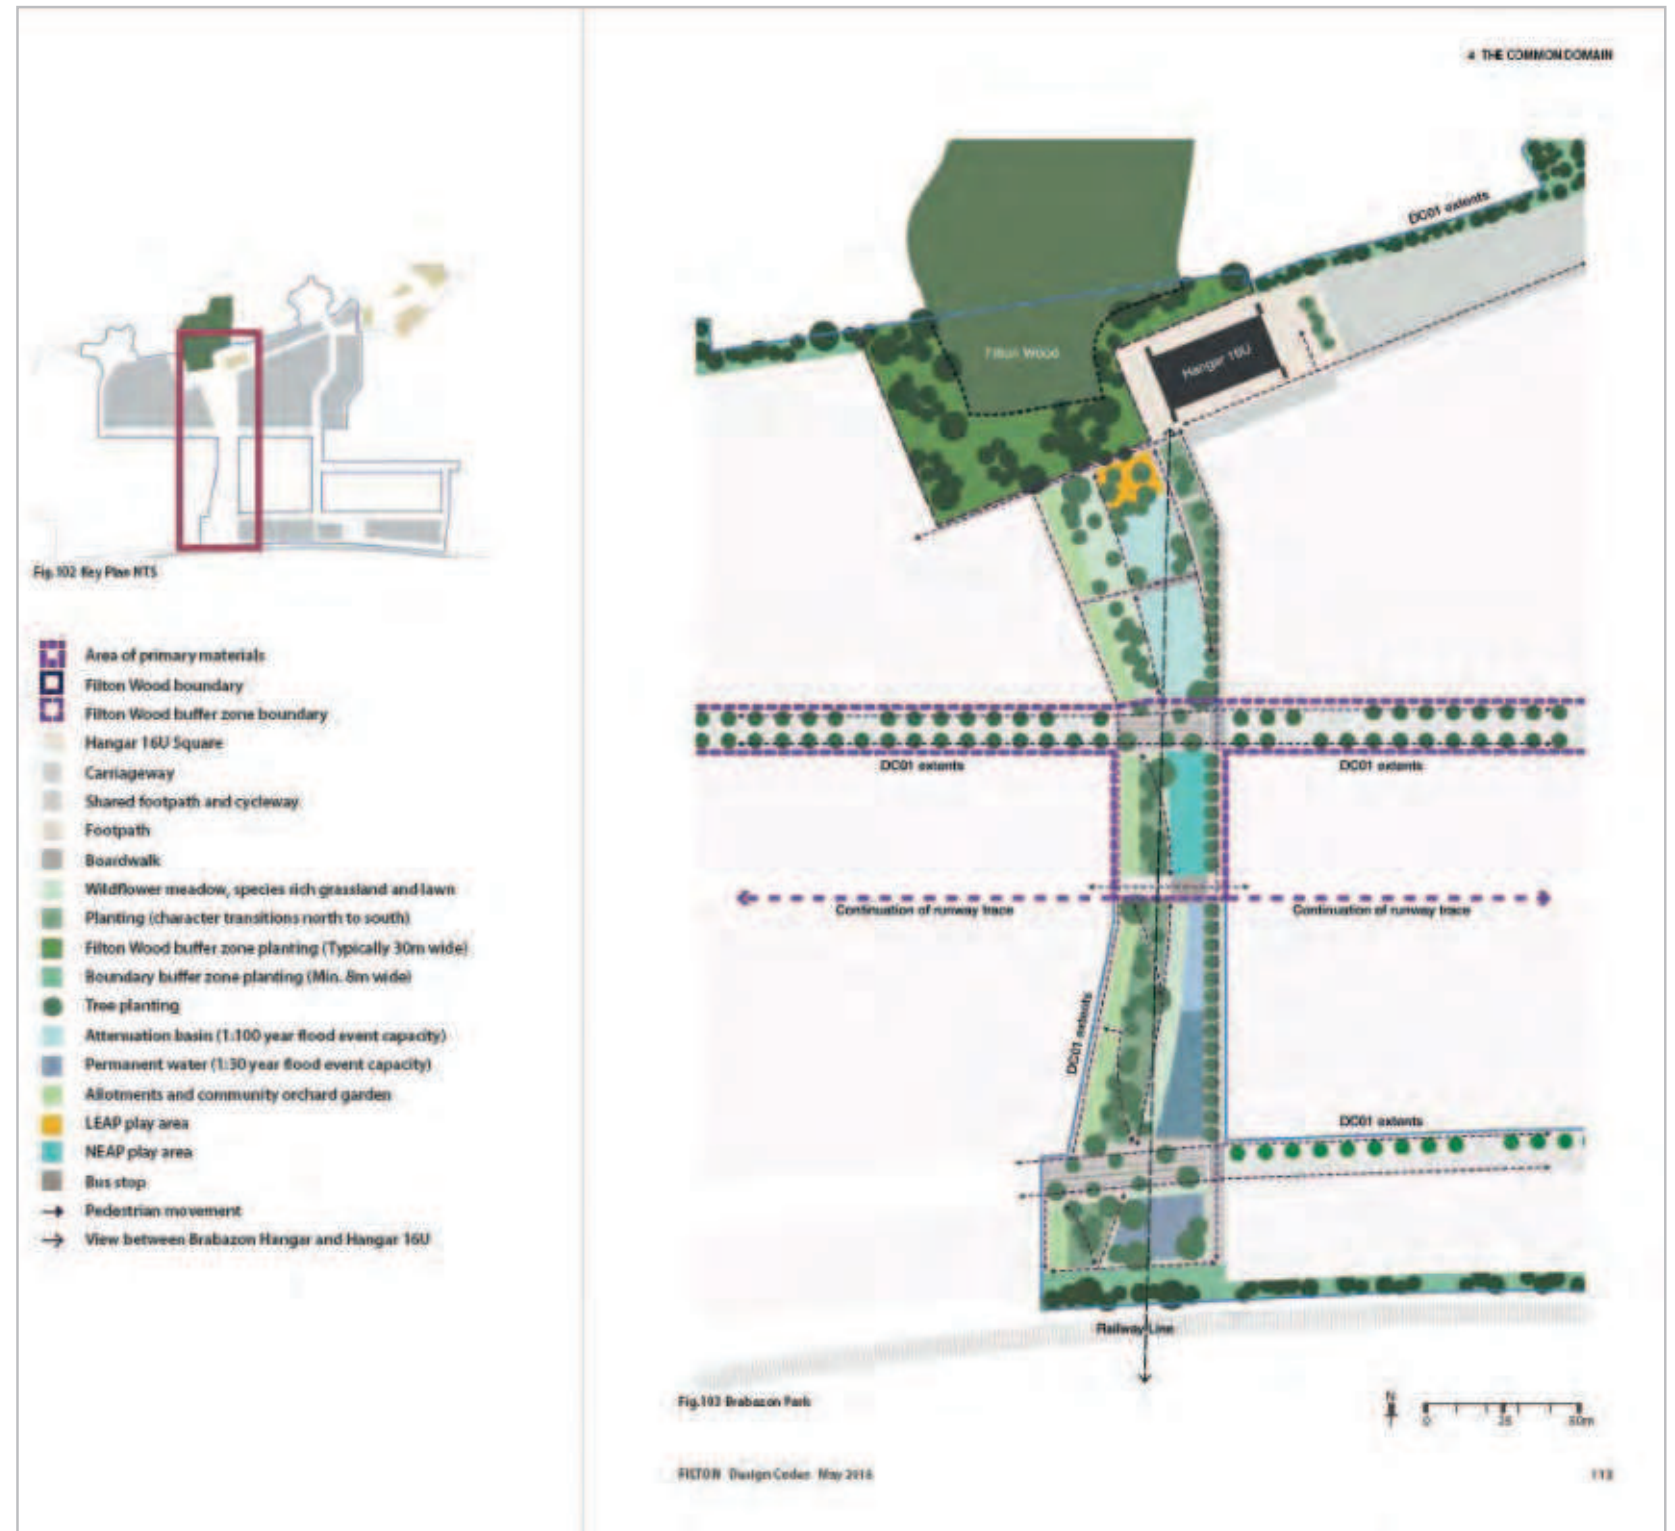 4 THE COMMON DOMAIN
Fig.102 Key Plan NTS
Area of primary materials
Filton Wood boundary
Filton Wood buffer zone boundary
Hangar 16U Square
Carriageway
Shared footpath and cycleway
Footpath
Boardwalk
Wildflower meadow, species rich grassland and lawn
Planting (character transitions north to south)
Filton Wood buffer zone planting (Typically 30m wide)
Boundary buffer zone planting (Min. 8m wide)
Tree planting
Attenuation basin (1:100 year flood event capacity)
Permanent water (1:30 year flood event capacity)
Allotments and community orchard garden
LEAP play area
NEAP play area
Bus stop
Pedestrian movement
View between Brabazon Hangar and Hangar 16U
DC01 extents
Filton Wood
Hangar 16U
DC01 extents
DC01 extents
Continuation of runway trace
Continuation of runway trace
DC01 extents
DC01 extents
Railway Line
Fig.103 Brabazon Park
N
0 25 50m
FILTON Design Codes May 2016
113